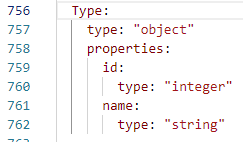 756 Type:
757 type: "object"
758 properties:
759 id:
760 type: "integer"
761 name:
762 type: "string"